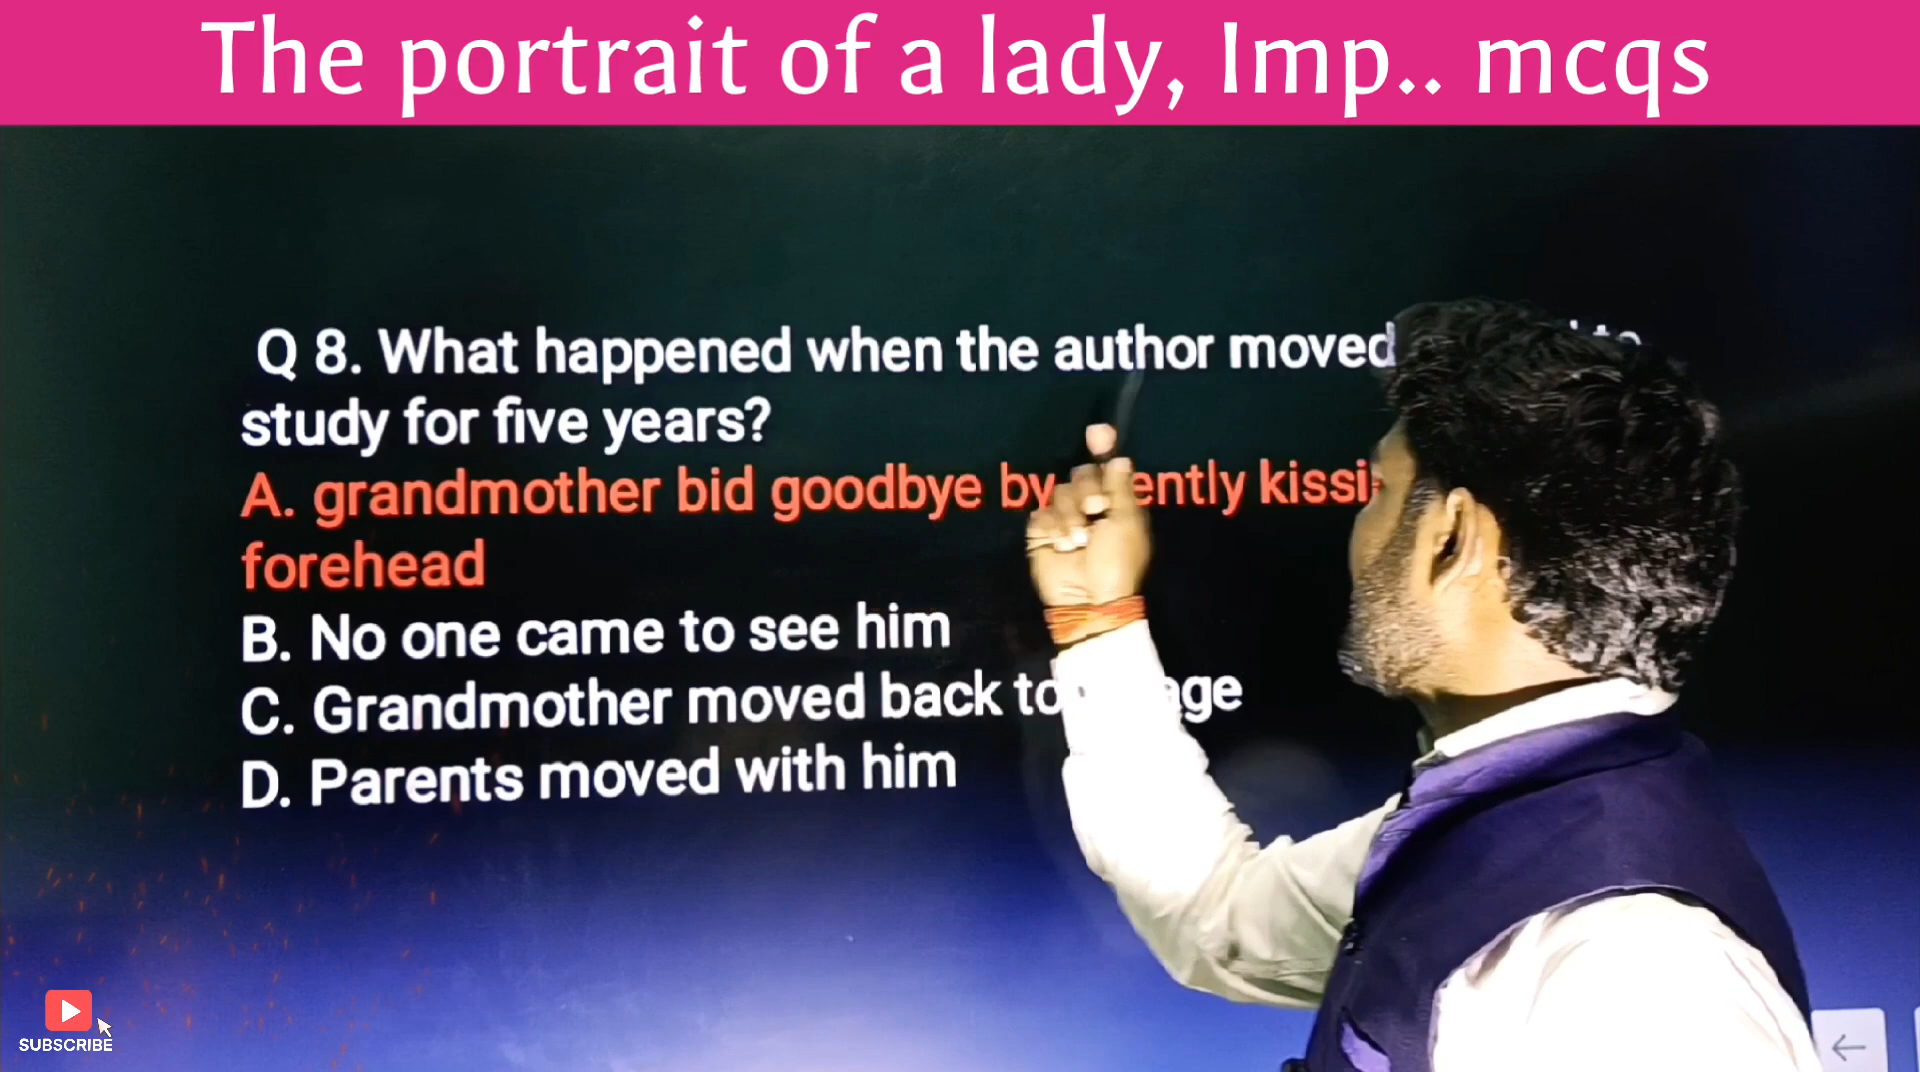 The portrait of a lady, Imp.. mcqs
Q 8. What happened when the author moved
study for five years?
A. grandmother bid goodbye by
forehead
B. No one came to see him
C. Grandmother moved back to
D. Parents moved with him
SUBSCRIBE